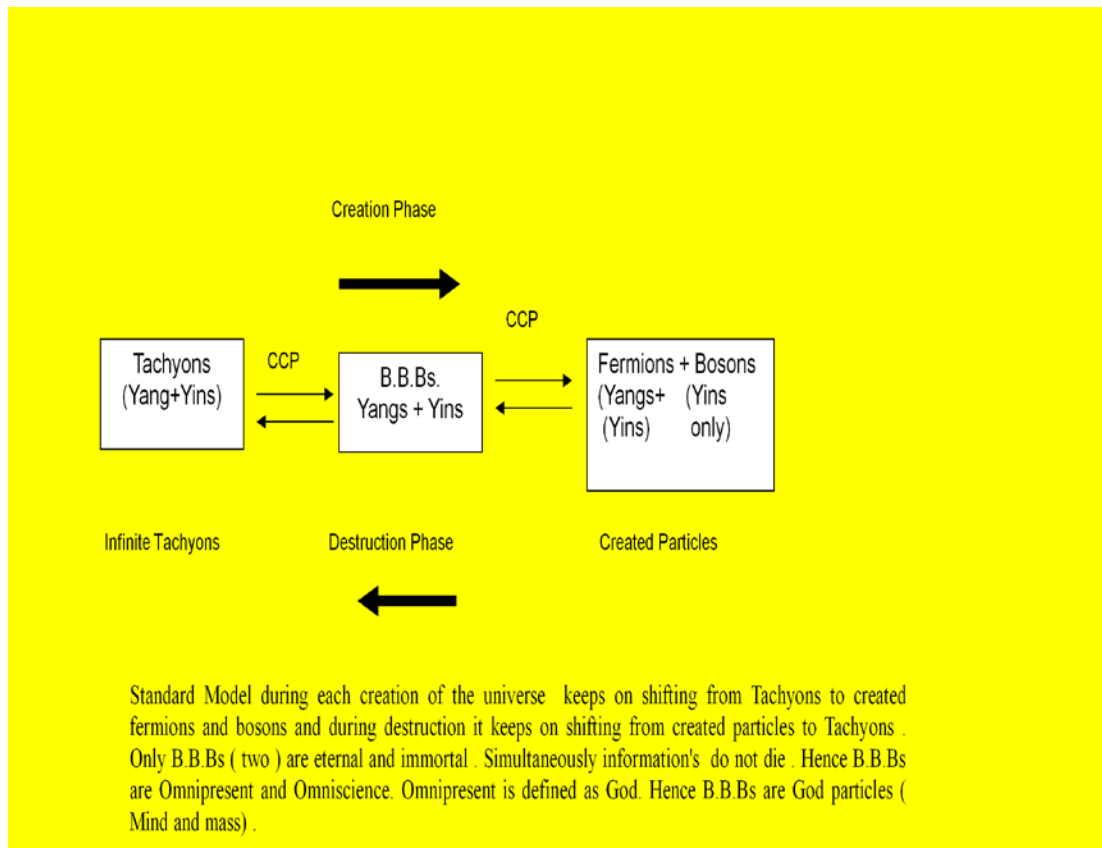 Creation Phase
CCP
Tachyons
(Yang+Yins)
CCP
B.B.Bs.
Yangs + Yins
Fermions + Bosons
(Yangs+ (Yins
(Yins) only)
Infinite Tachyons
Destruction Phase
Created Particles
Standard Model during each creation of the universe keeps on shifting from Tachyons to created
fermions and bosons and during destruction it keeps on shifting from created particles to Tachyons .
Only B.B.Bs ( two ) are eternal and immortal . Simultaneously information's do not die . Hence B.B.Bs
are Omnipresent and Omniscience. Omnipresent is defined as God. Hence B.B.Bs are God particles (
Mind and mass) .